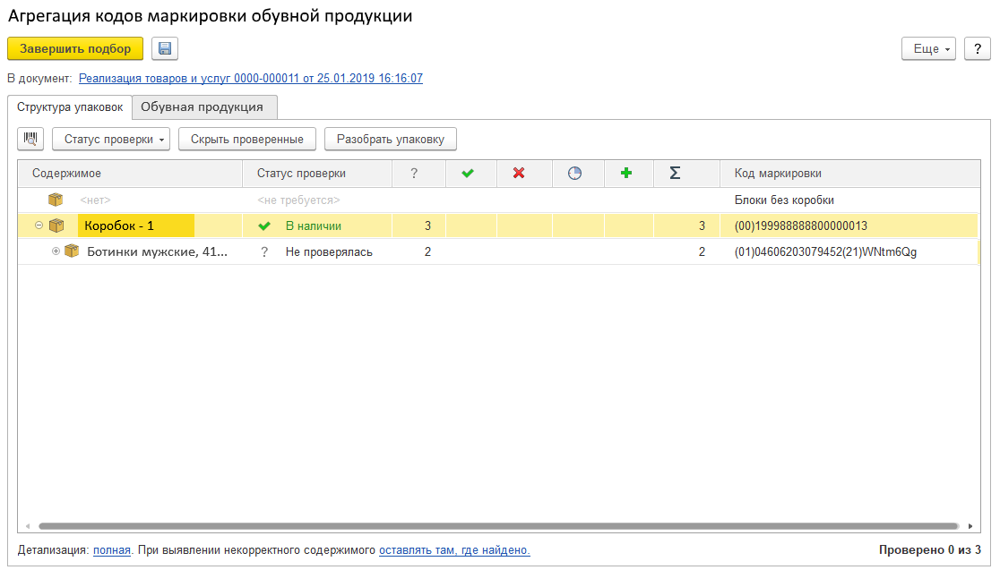 Агрегация кодов маркировки обувной продукции
Завершить подбор Еще ?
В документ: Реализация товаров и услуг 0000-000011 от 25.01.2019 16:16:07
Структура упаковок Обувная продукция
Статус проверки Скрыть проверенные Разобрать упаковку
Содержимое Статус проверки ? Σ Код маркировки
<нет> <не требуется> Блоки без коробки
Коробок - 1 В наличии 3 3 (00)199988888800000013
Ботинки мужские, 41... ? Не проверялась 2 2 (01)04606203079452(21)WNtm6Qg
Детализация: полная. При выявлении некорректного содержимого оставлять там, где найдено. Проверено 0 из 3